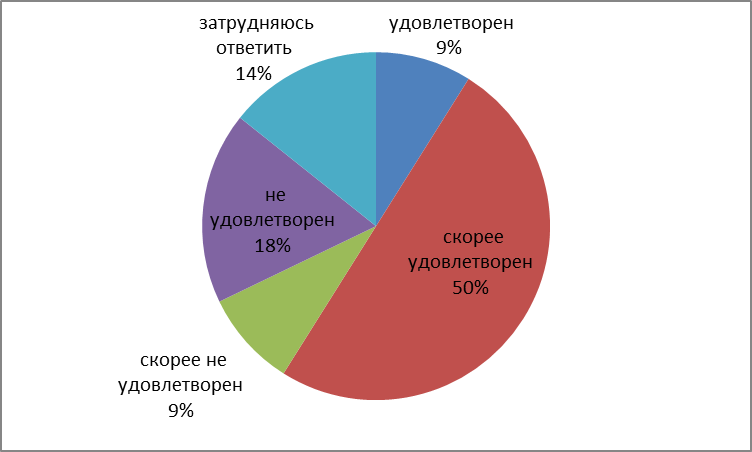 затрудняюсь
ответить
14%
удовлетворен
9%
не
удовлетворен
18%
скорее
удовлетворен
50%
скорее не
удовлетворен
9%